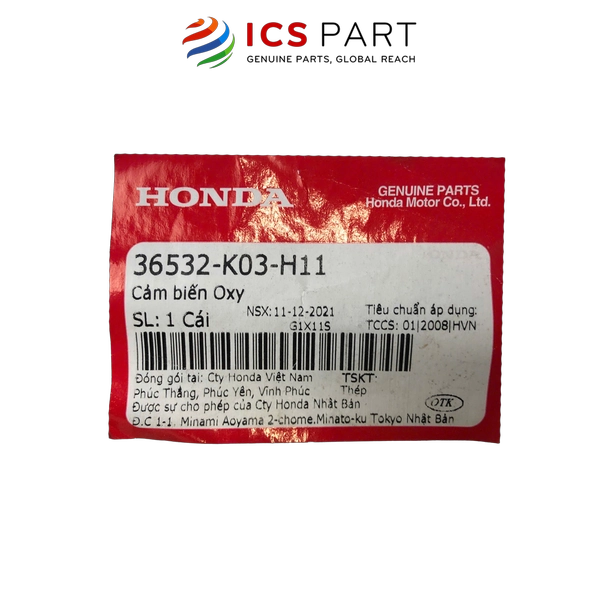 ICS PART
GENUINE PARTS, GLOBAL REACH
HONDA
GENUINE PARTS
Honda Motor Co., Ltd.
36532-K03-H11
Cảm biến Oxy
SL: 1 Cái
NSX:11-12-2021
G1X11S
Tiêu chuẩn áp dụng:
TCCS: 01|2008|HVN
Đóng gói tại: Cty Honda Việt Nam
TSKT
Phúc Thắng, Phúc Yên, Vĩnh Phúc
Thép
Được sự cho phép của Cty Honda Nhật Bản
Đ.C 1-1. Minami Aoyama 2-chome.Minato-ku Tokyo Nhật Bản
OTK